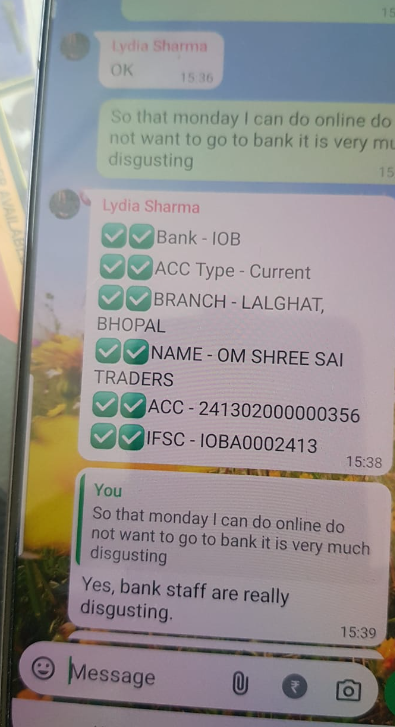 15
Lydia Sharma
OK
15.36
So that monday I can do online do
not want to go to bank it is very mu
disgusting
15
Lydia Sharma
✅✅Bank - IOB
✅✅ACC Type - Current
✅✅BRANCH - LALGHAT,
BHOPAL
✅✅NAME - OM SHREE SAI
TRADERS
✅✅ACC - 241302000000356
✅✅IFSC - IOBA0002413
15:38
You
So that monday I can do online do
not want to go to bank it is very much
disgusting
Yes, bank staff are really
disgusting.
15:39
Message
₹